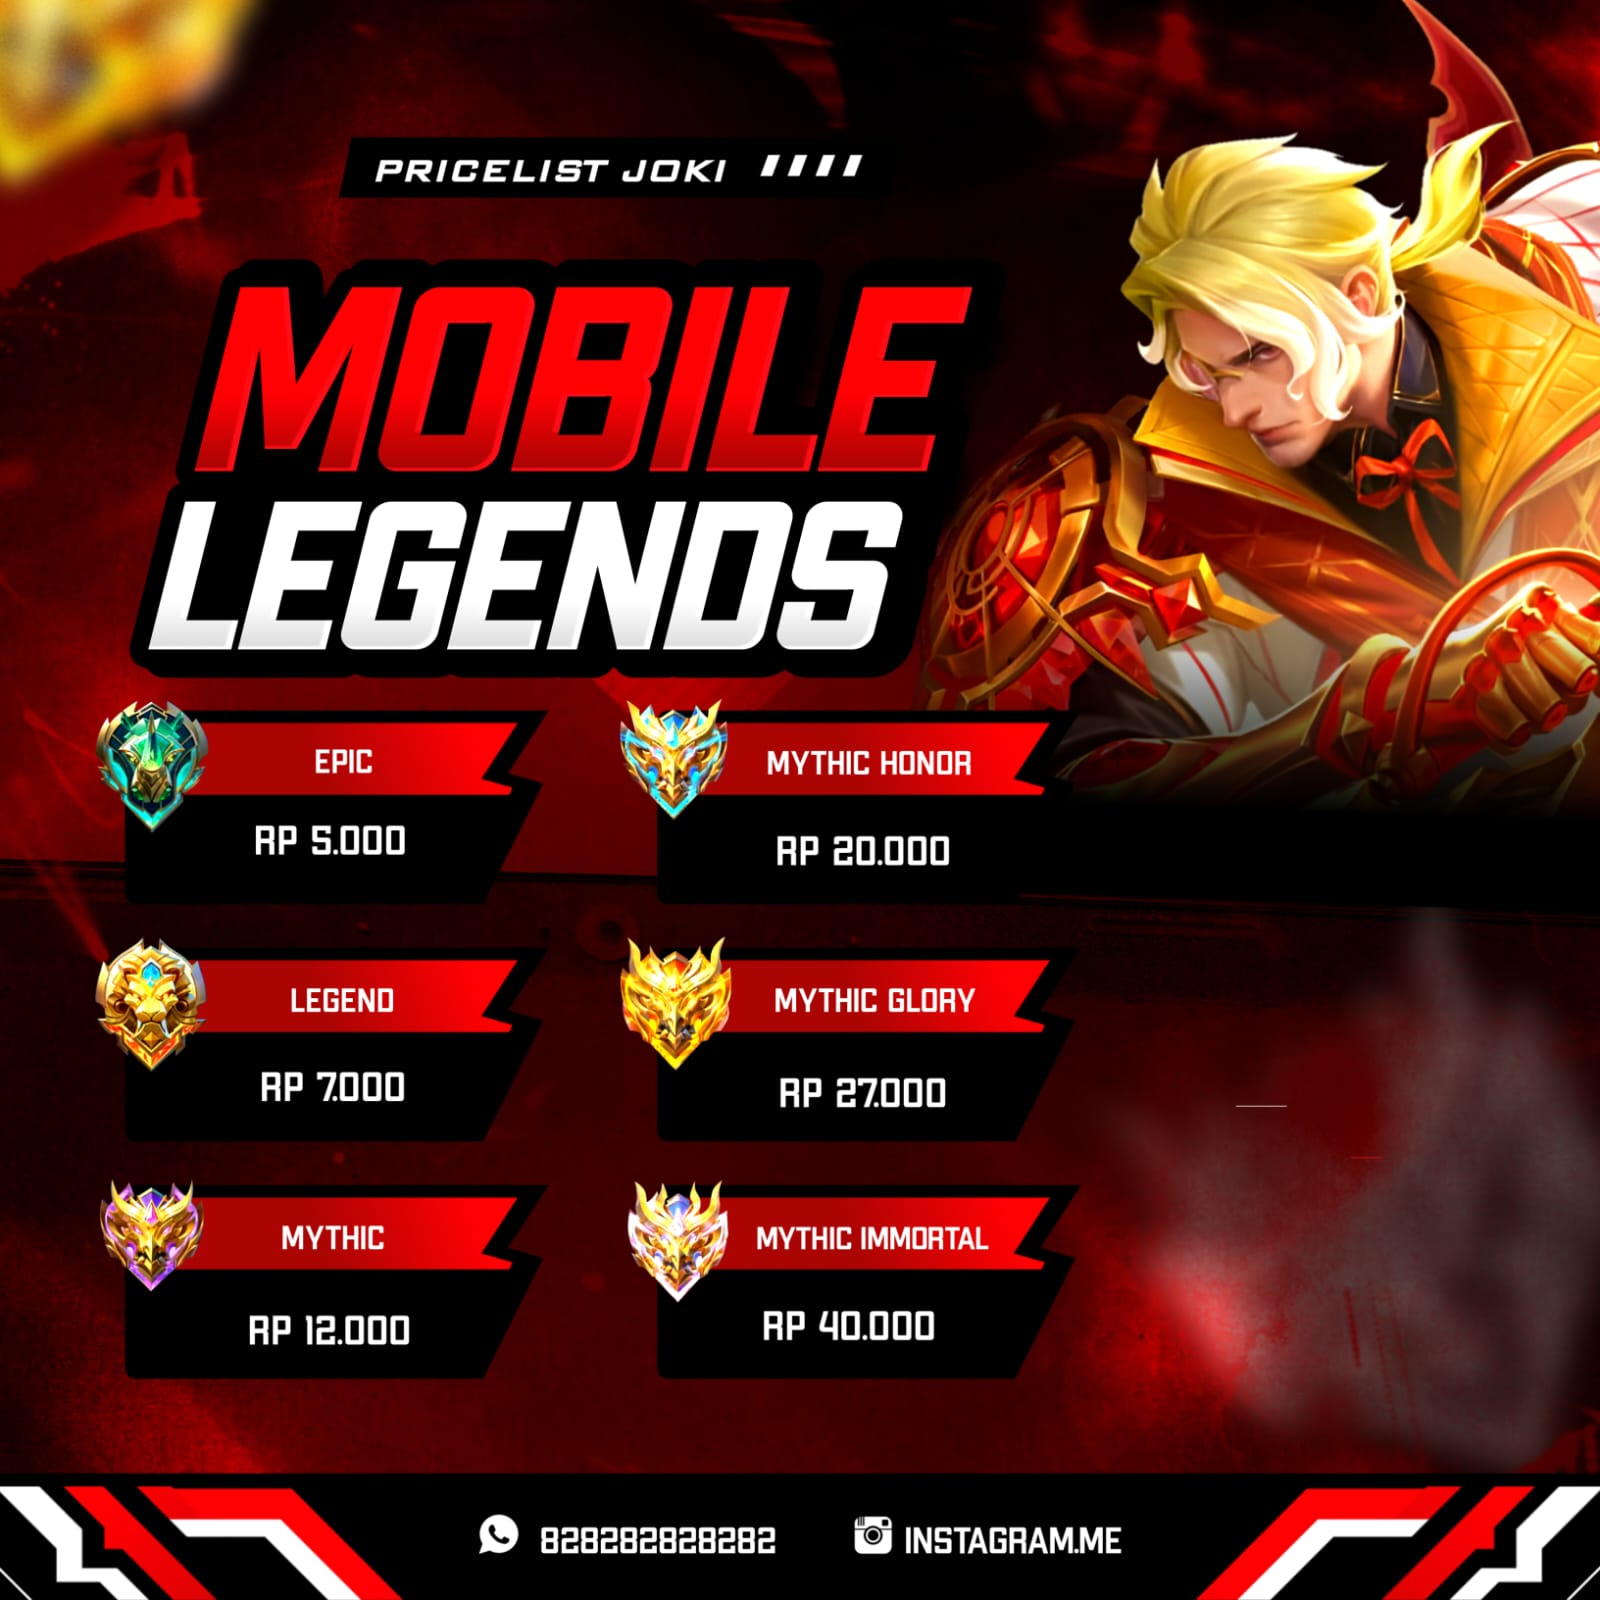 PRICELIST JOKI
MOBILE
LEGENDS
EPIC
RP 5.000
MYTHIC HONOR
RP 20.000
LEGEND
RP 7.000
MYTHIC GLORY
RP 27.000
MYTHIC
RP 12.000
MYTHIC IMMORTAL
RP 40.000
828282828282
INSTAGRAM.ME